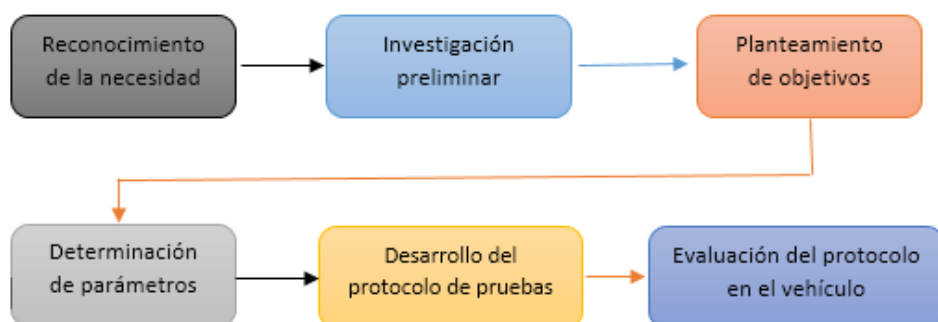 Reconocimiento
de la necesidad
Investigación
preliminar
Planteamiento
de objetivos
Determinación
de parámetros
Desarrollo del
protocolo de pruebas
Evaluación del protocolo
en el vehículo